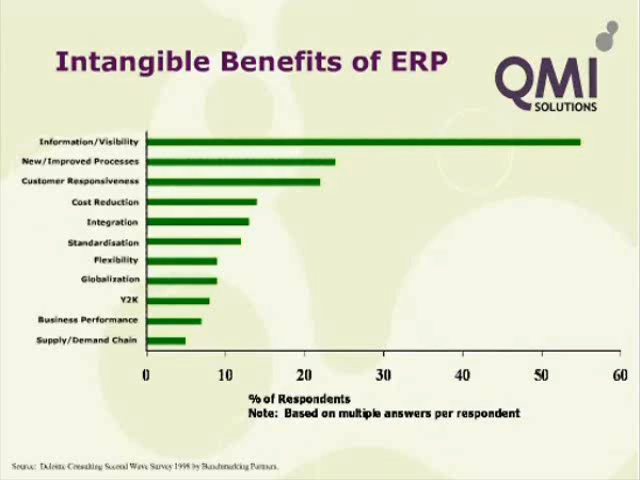 Intangible Benefits of ERP
QMI
SOLUTIONS
Information/Visibility
New/Improved Processes
Customer Responsiveness
Cost Reduction
Integration
Standardisation
Flexibility
Globalization
Y2K
Business Performance
Supply/Demand Chain
0 10 20 30 40 50 60
% of Respondents
Note: Based on multiple answers per respondent
Source: Deloitte Consulting Second Wave Survey 1998 by Benchmarking Partners.